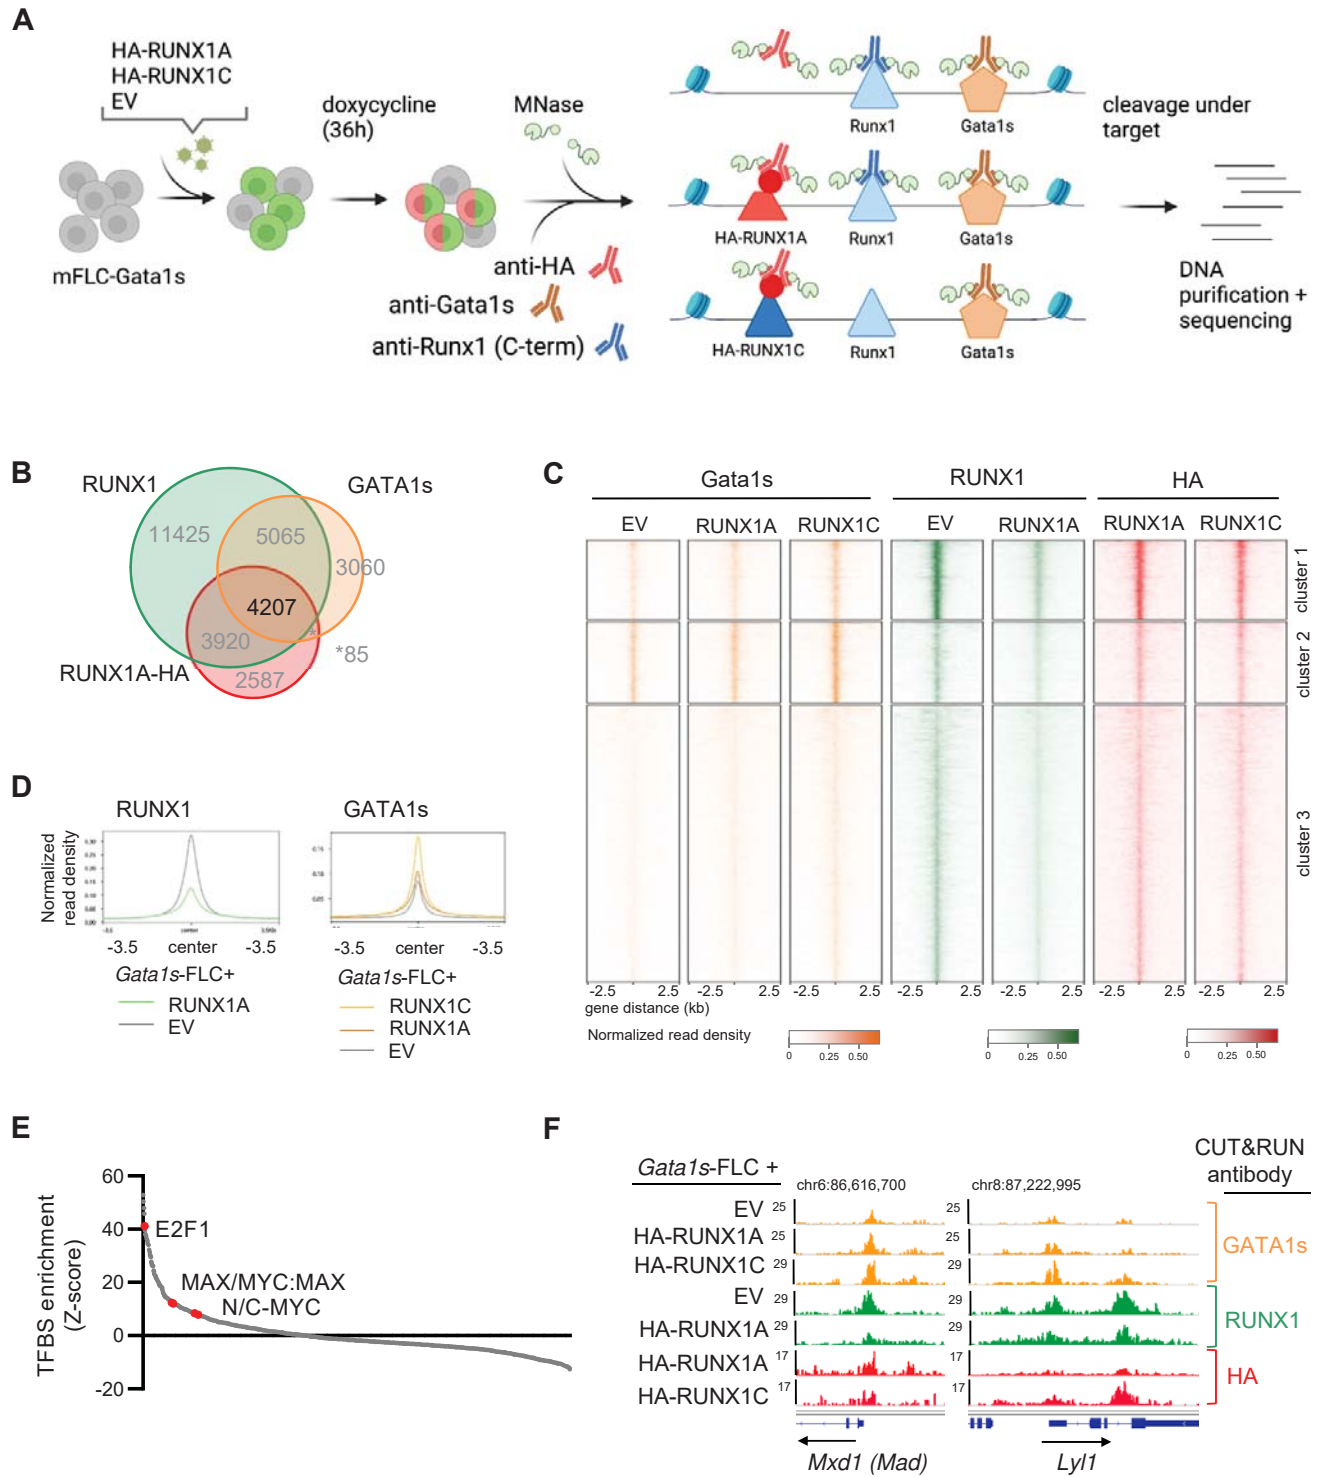 A
HA-RUNX1A
HA-RUNX1C
EV
doxycycline
(36h)
MNase
mFLC-Gata1s
anti-HA
anti-Gata1s
anti-Runx1 (C-term)
Runx1
Gata1s
HA-RUNX1A
Runx1
Gata1s
HA-RUNX1C
Runx1
Gata1s
cleavage under
target
DNA
purification +
sequencing
B
RUNX1
GATA1s
11425
5065
3060
4207
3920
*
*85
RUNX1A-HA
2587
C
Gata1s
RUNX1
HA
EV
RUNX1A
RUNX1C
EV
RUNX1A
RUNX1A
RUNX1C
cluster 1
cluster 2
cluster 3
-2.5 2.5
-2.5 2.5
-2.5 2.5
-2.5 2.5
-2.5 2.5
-2.5 2.5
-2.5 2.5
gene distance (kb)
Normalized read density
0 0.25 0.50
0 0.25 0.50
0 0.25 0.50
D
RUNX1
GATA1s
Normalized
read density
-3.5 center -3.5
-3.5 center -3.5
Gata1s-FLC+
RUNX1A
EV
Gata1s-FLC+
RUNX1C
RUNX1A
EV
E
TFBS enrichment
(Z-score)
60
40
20
0
-20
E2F1
MAX/MYC:MAX
N/C-MYC
F
Gata1s-FLC +
chr6:86,616,700
chr8:87,222,995
CUT&RUN
antibody
EV 25 25
HA-RUNX1A 25 25
HA-RUNX1C 29 29
GATA1s
EV 29 29
HA-RUNX1A 29 29
RUNX1
HA-RUNX1A 17 17
HA-RUNX1C 17 17
HA
Mxd1 (Mad)
Lyl1